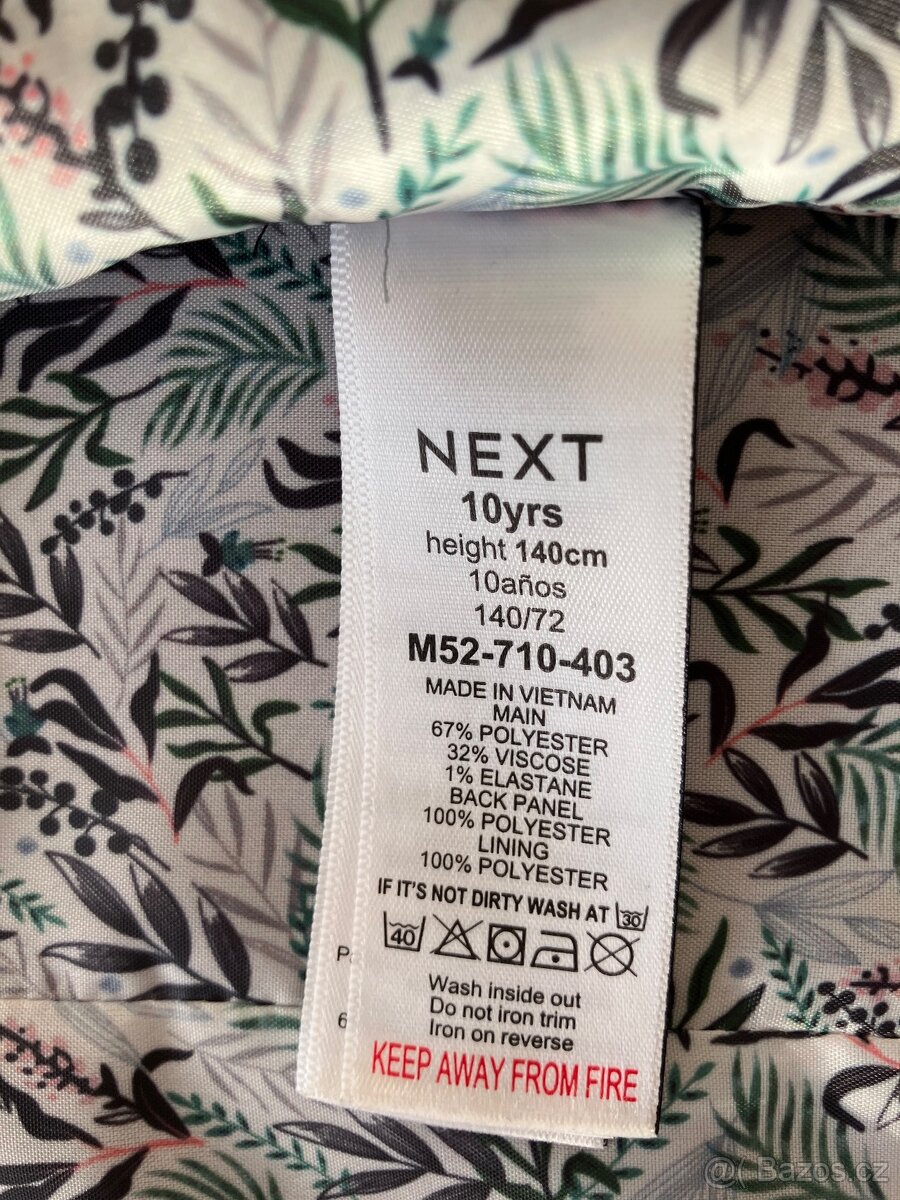 NEXT
10yrs
height 140cm
10años
140/72
M52-710-403
MADE IN VIETNAM
MAIN
67% POLYESTER
32% VISCOSE
1% ELASTANE
BACK PANEL
100% POLYESTER
LINING
100% POLYESTER
IF IT'S NOT DIRTY WASH AT 30
40
Wash inside out
Do not iron trim
Iron on reverse
KEEP AWAY FROM FIRE
Bazos.cz